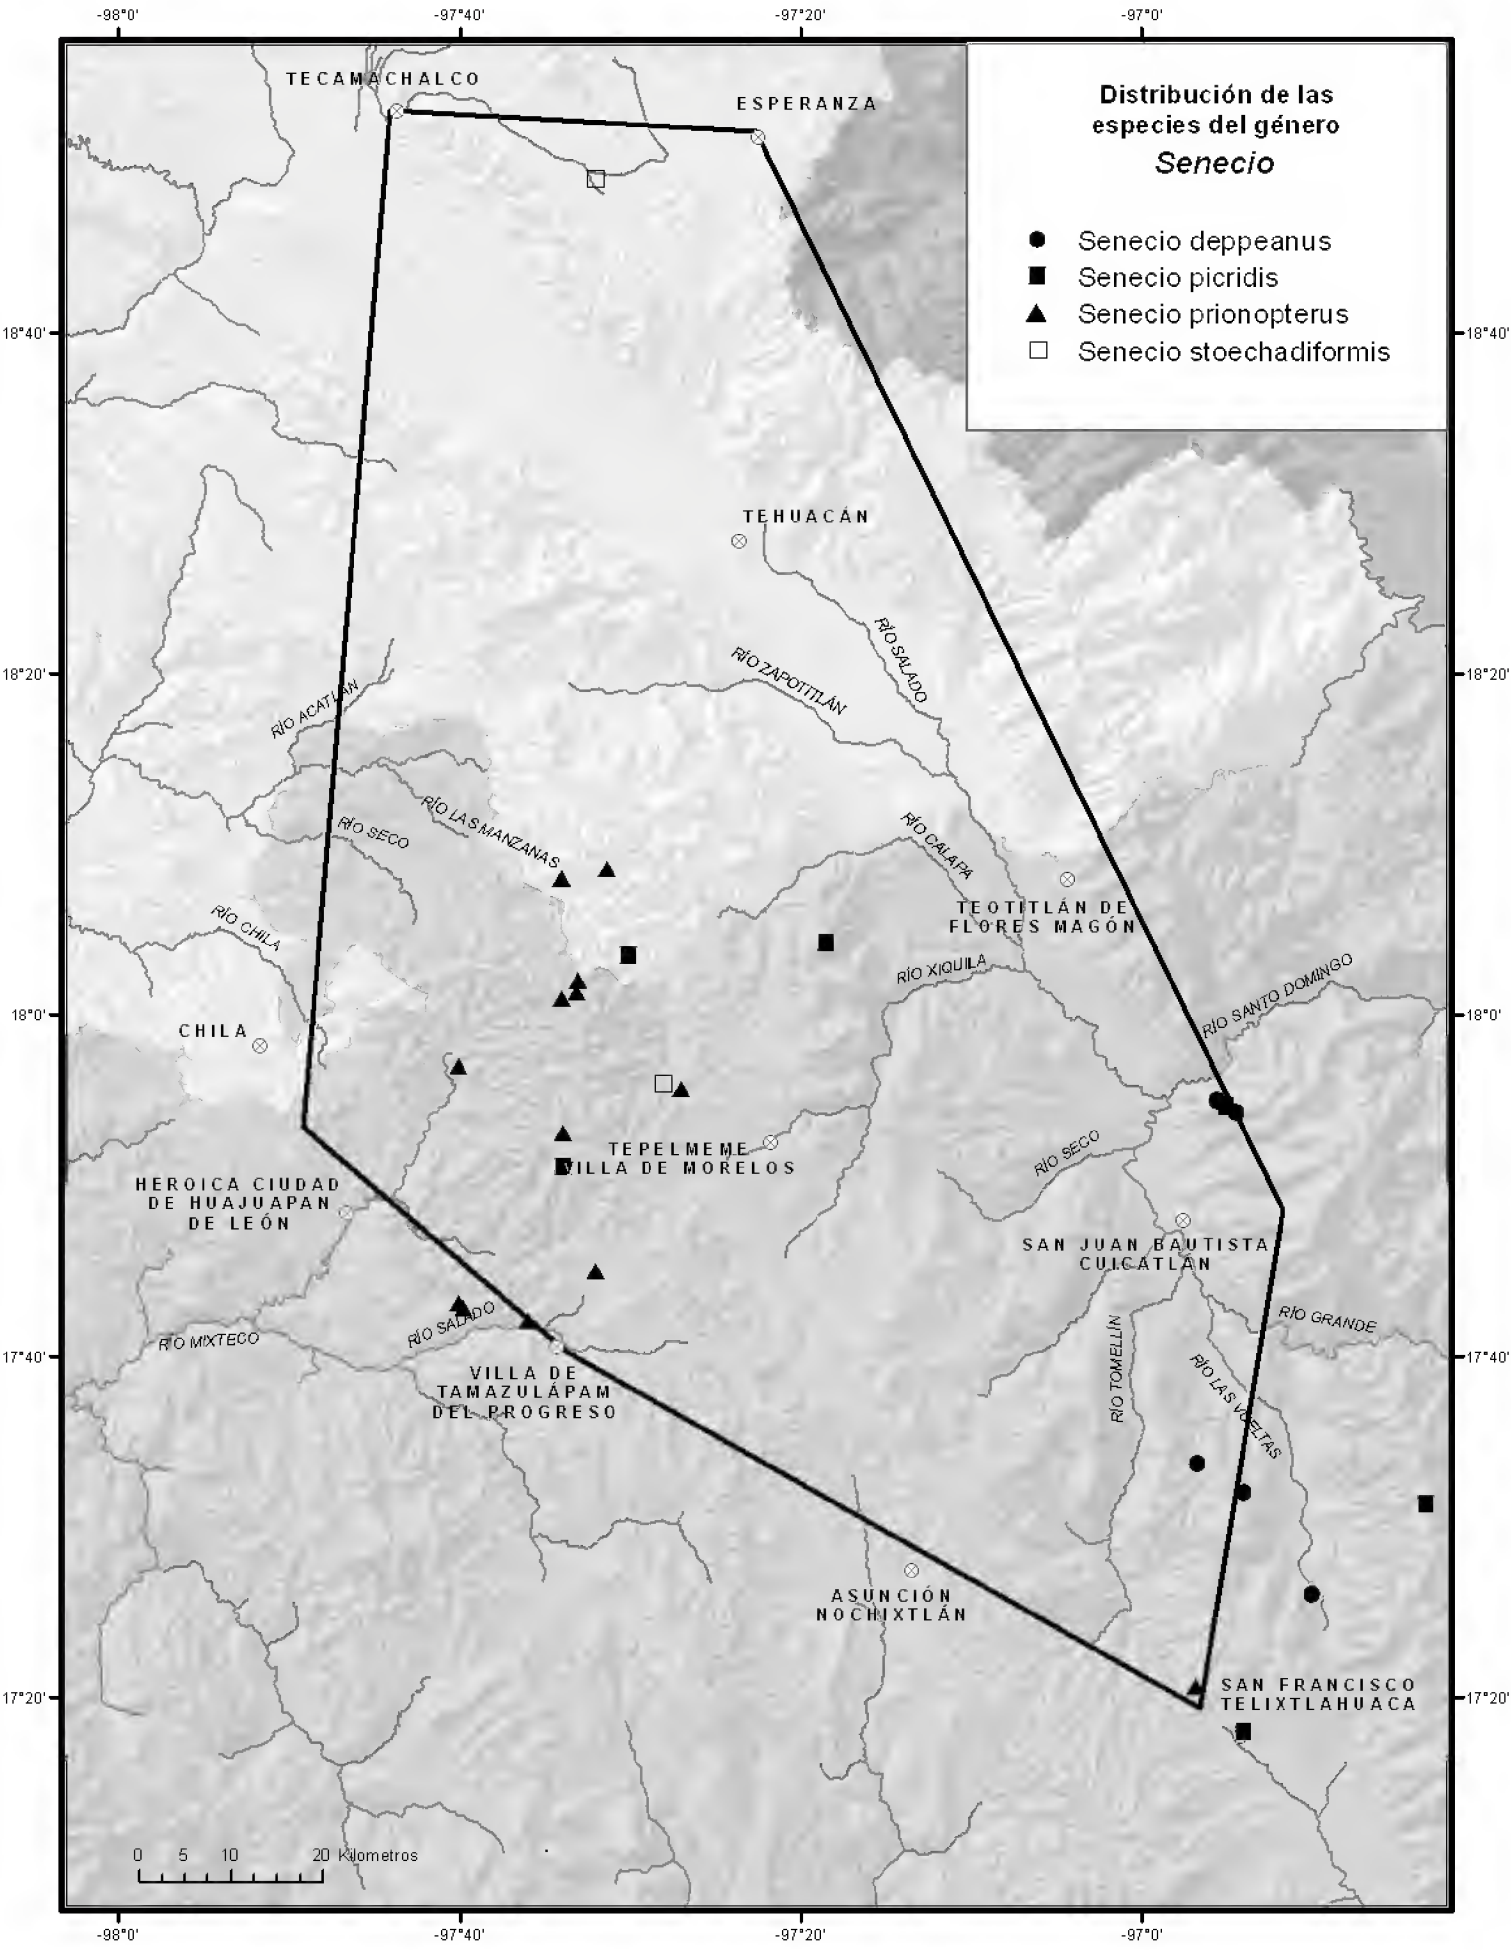 -98°0'
-97°40'
-97°20'
-97°0'
TECAMACHALCO
ESPERANZA
Distribución de las
especies del género
Senecio
Senecio deppeanus
Senecio picridis
Senecio prionopterus
Senecio stoechadiformis
18°40'
18°40'
TEHUACÁN
RÍO SALADO
18°20'
18°20'
RÍO ZAPOTITLÁN
RÍO ACATLÁN
RÍO LAS MANZANAS
RÍO SECO
RÍO CALAPA
TEOTITLÁN DE
FLORES MAGÓN
RÍO CHILA
RÍO XIQUILA
RÍO SANTO DOMINGO
18°0'
18°0'
CHILA
TEPELMEME
VILLA DE MORELOS
RÍO SECO
HEROICA CIUDAD
DE HUAJUAPAN
DE LEÓN
SAN JUAN BAUTISTA
CUICATLÁN
RÍO SALADO
RÍO MIXTECO
RÍO GRANDE
17°40'
17°40'
VILLA DE
TAMAZULÁPAM
DEL PROGRESO
RÍO TOMELLÍN
RÍO LAS VUELTAS
ASUNCIÓN
NOCHIXTLÁN
SAN FRANCISCO
TELIXTLAHUACA
17°20'
17°20'
0 5 10 20 Kilometros
-98°0'
-97°40'
-97°20'
-97°0'